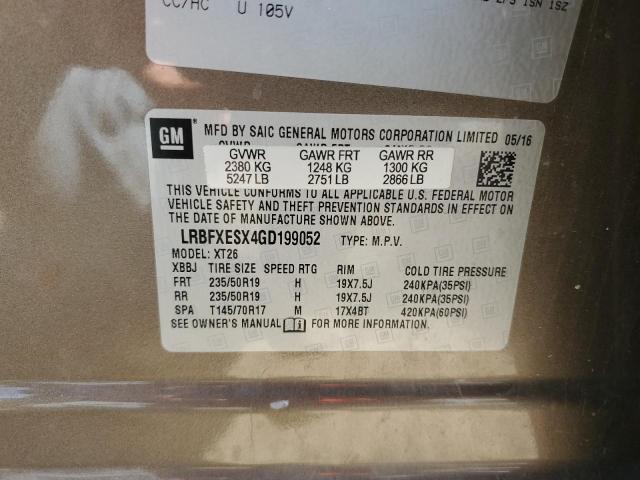 CC/HC U 105V
1SN 1SZ
GM
MFD BY SAIC GENERAL MOTORS CORPORATION LIMITED 05/16
GVWR GAWR FRT GAWR RR
2380 KG 1248 KG 1300 KG
5247 LB 2751 LB 2866 LB
THIS VEHICLE CONFORMS TO ALL APPLICABLE U.S. FEDERAL MOTOR
VEHICLE SAFETY AND THEFT PREVENTION STANDARDS IN EFFECT ON
THE DATE OF MANUFACTURE SHOWN ABOVE.
LRBFXESX4GD199052 TYPE: M.P.V.
MODEL: XT26
XBBJ TIRE SIZE SPEED RTG RIM COLD TIRE PRESSURE
FRT 235/50R19 H 19X7.5J 240KPA(35PSI)
RR 235/50R19 H 19X7.5J 240KPA(35PSI)
SPA T145/70R17 M 17X4BT 420KPA(60PSI)
SEE OWNER'S MANUAL FOR MORE INFORMATION.